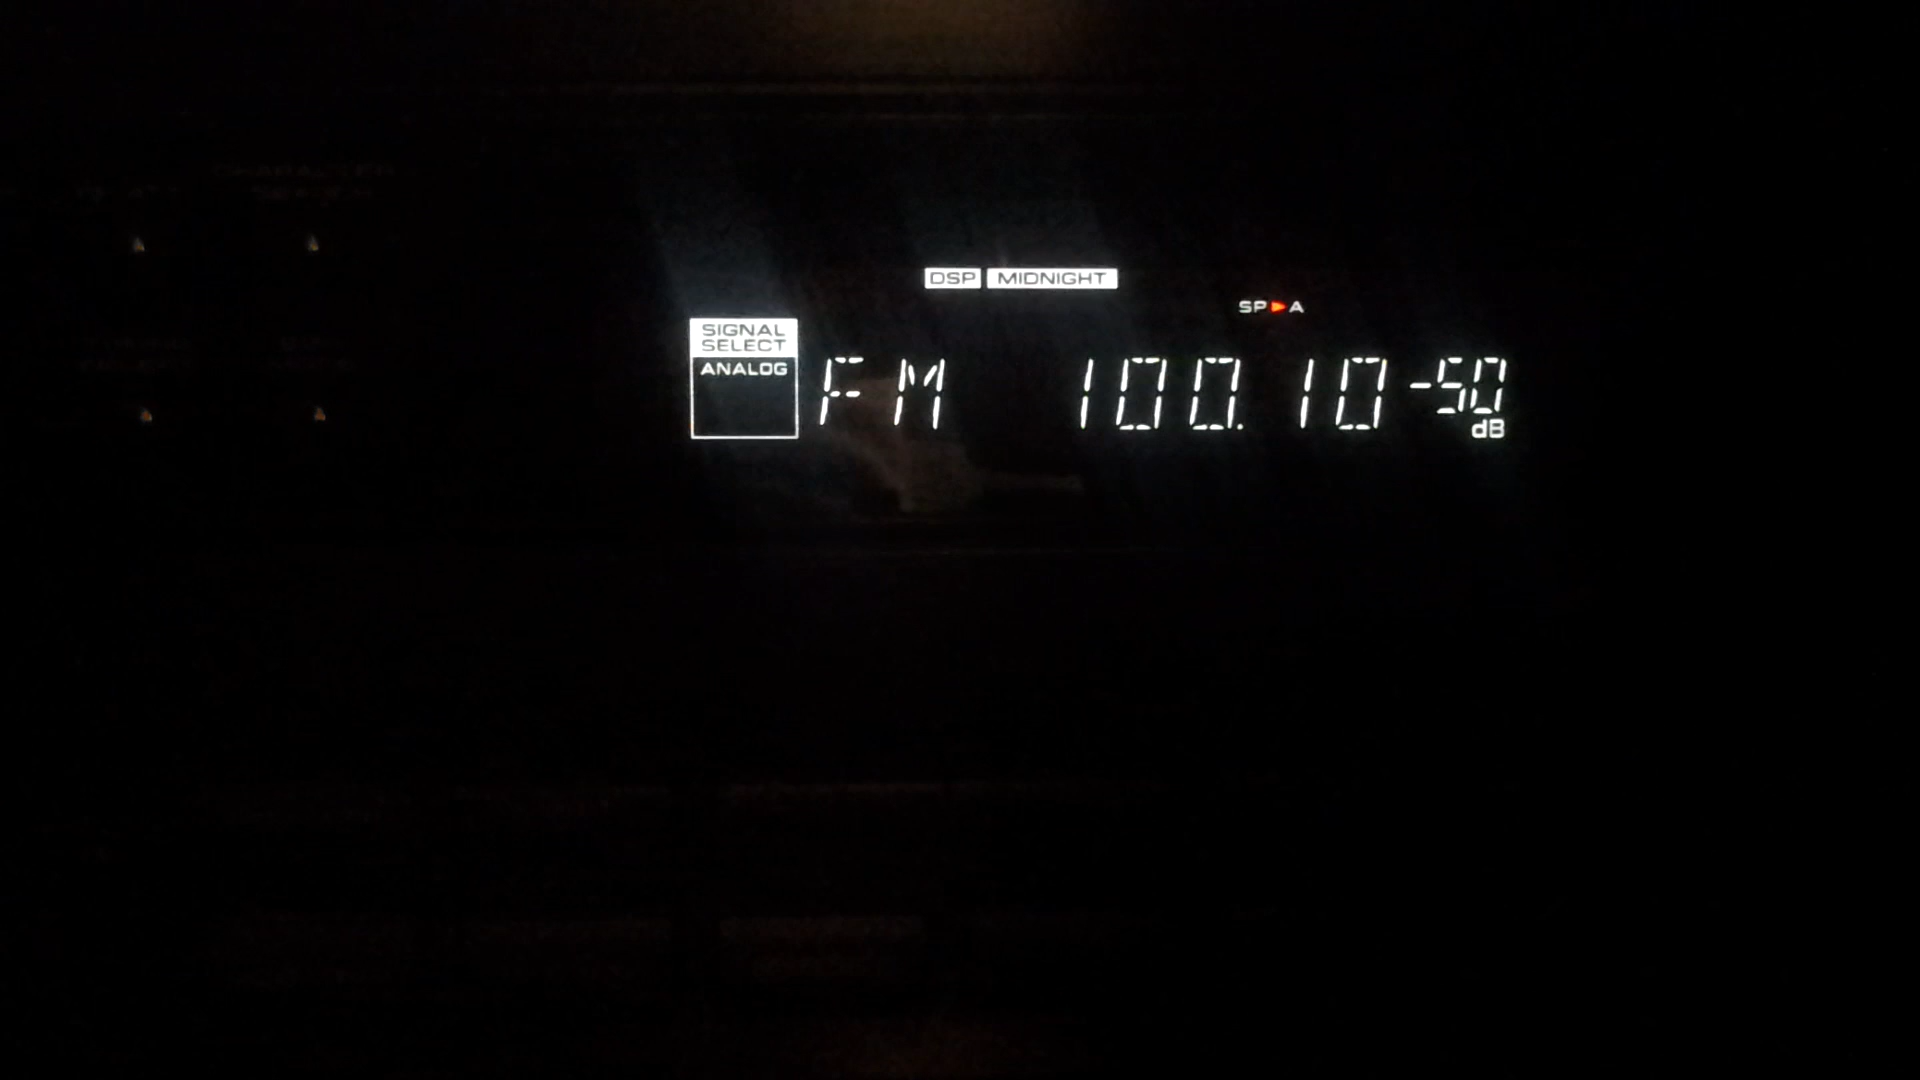 DSP MIDNIGHT
SP▶A
SIGNAL
SELECT
ANALOG
FM 100.10 -50
dB